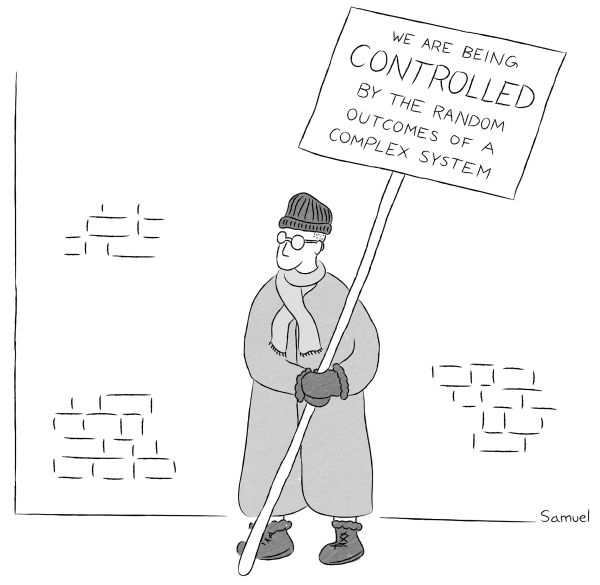 WE ARE BEING
CONTROLLED
BY THE RANDOM
OUTCOMES OF A
COMPLEX SYSTEM
Samuel